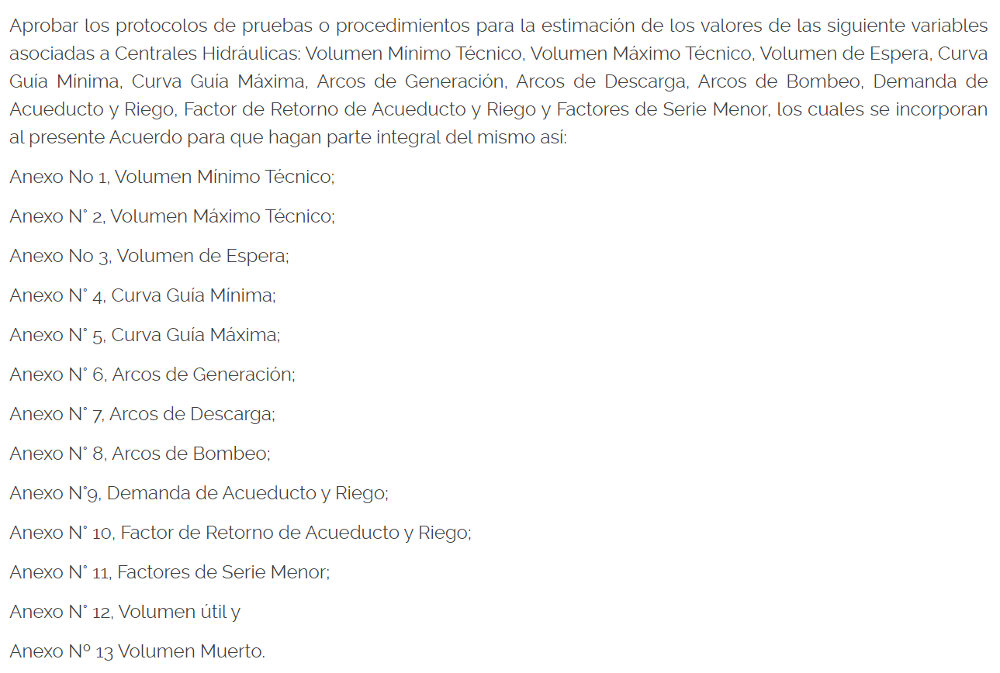 Aprobar los protocolos de pruebas o procedimientos para la estimación de los valores de las siguiente variables
asociadas a Centrales Hidráulicas: Volumen Mínimo Técnico, Volumen Máximo Técnico, Volumen de Espera, Curva
Guía Mínima, Curva Guía Máxima, Arcos de Generación, Arcos de Descarga, Arcos de Bombeo, Demanda de
Acueducto y Riego, Factor de Retorno de Acueducto y Riego y Factores de Serie Menor, los cuales se incorporan
al presente Acuerdo para que hagan parte integral del mismo así:
Anexo No 1, Volumen Mínimo Técnico;
Anexo N° 2, Volumen Máximo Técnico;
Anexo No 3, Volumen de Espera;
Anexo N° 4, Curva Guía Mínima;
Anexo N° 5, Curva Guía Máxima;
Anexo N° 6, Arcos de Generación;
Anexo N° 7, Arcos de Descarga;
Anexo N° 8, Arcos de Bombeo;
Anexo N°9, Demanda de Acueducto y Riego;
Anexo N° 10, Factor de Retorno de Acueducto y Riego;
Anexo N° 11, Factores de Serie Menor;
Anexo N° 12, Volumen útil y
Anexo Nº 13 Volumen Muerto.